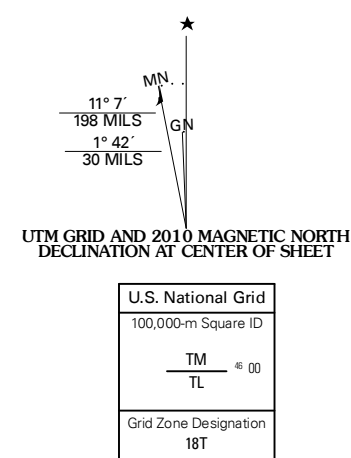 ★
MN
11° 7´
198 MILS
GN
1° 42´
30 MILS
UTM GRID AND 2010 MAGNETIC NORTH
DECLINATION AT CENTER OF SHEET
U.S. National Grid
100,000-m Square ID
TM
46 00
TL
Grid Zone Designation
18T